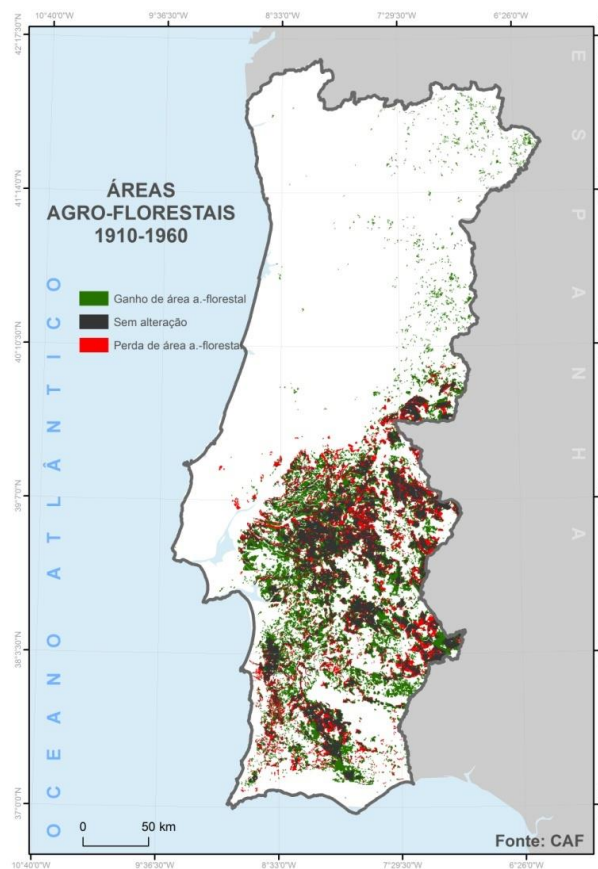 10°40'0"O 9°36'30"O 8°33'0"O 7°29'30"O 6°26'0"O
42°17'30"N
41°14'0"N
40°10'30"N
39°7'0"N
38°3'30"N
37°0'0"N
ESPANHA
ÁREAS
AGRO-FLORESTAIS
1910-1960
Ganho de área a.-florestal
Sem alteração
Perda de área a.-florestal
OCEANO ATLÂNTICO
0 50 km
Fonte: CAF
10°40'0"O 9°36'30"O 8°33'0"O 7°29'30"O 6°26'0"O